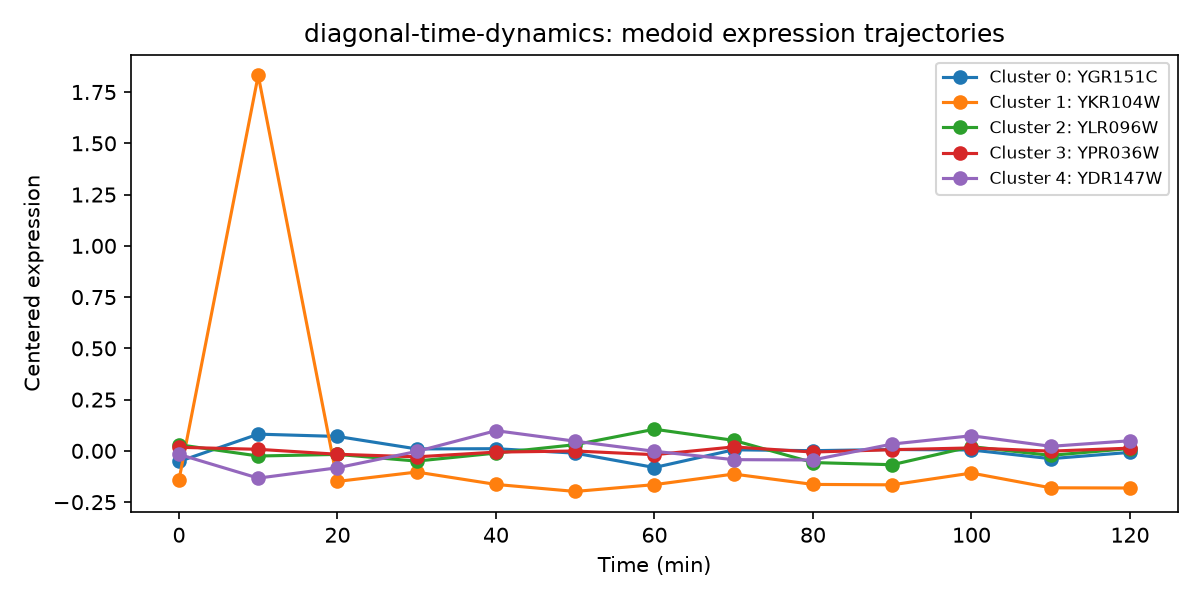 diagonal-time-dynamics: medoid expression trajectories
Centered expression
1.75
1.50
1.25
1.00
0.75
0.50
0.25
0.00
−0.25
Cluster 0: YGR151C
Cluster 1: YKR104W
Cluster 2: YLR096W
Cluster 3: YPR036W
Cluster 4: YDR147W
0 20 40 60 80 100 120
Time (min)